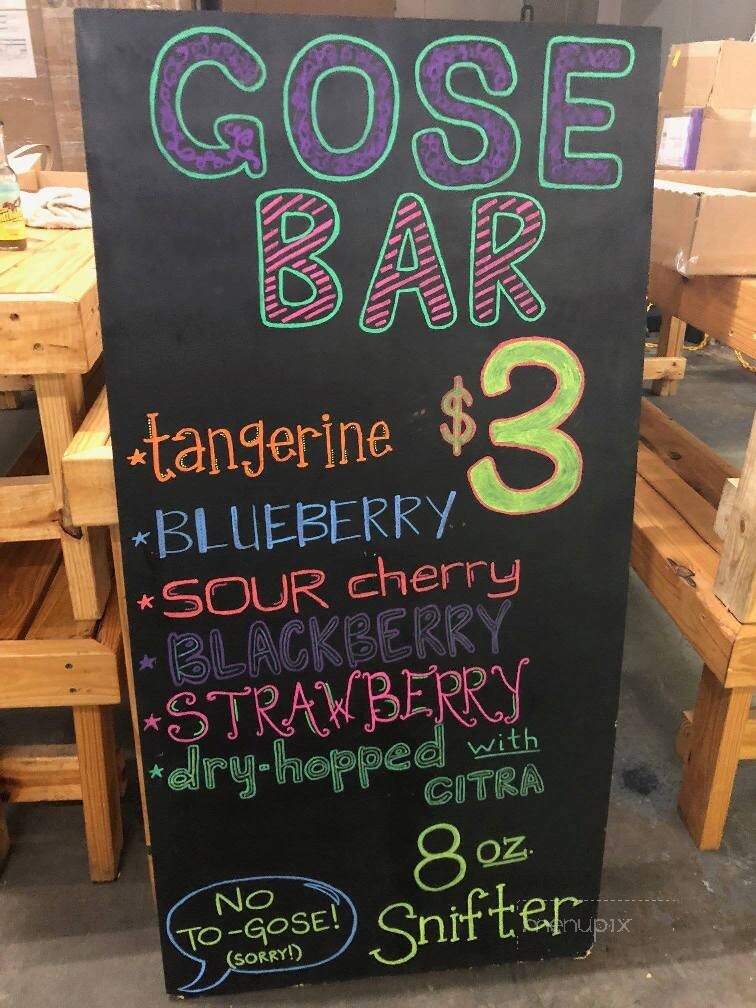 GOSE
BAR
$3
*tangerine
*BLUEBERRY
*SOUR cherry
*BLACKBERRY
*STRAWBERRY
*dry-hopped with
CITRA
8 oz.
Snifter
NO
TO-GOSE!
(SORRY!)
menupix